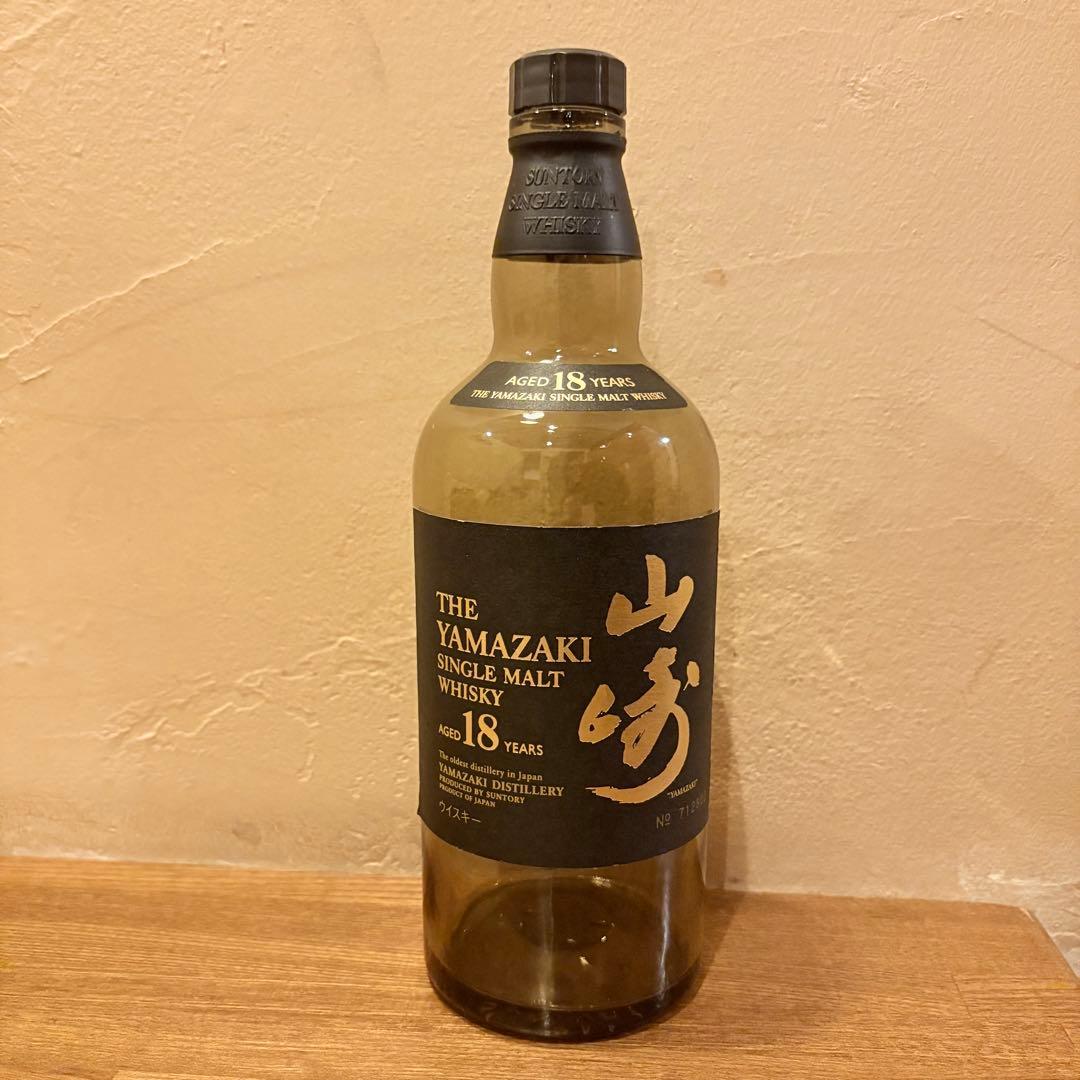 SUNTORY
SINGLE MALT
WHISKY
AGED 18 YEARS
THE YAMAZAKI SINGLE MALT WHISKY
THE
YAMAZAKI
SINGLE MALT
WHISKY
AGED 18 YEARS
The oldest distillery in Japan
YAMAZAKI DISTILLERY
PRODUCED BY SUNTORY
PRODUCT OF JAPAN
ウイスキー
山崎
"YAMAZAKI"
№